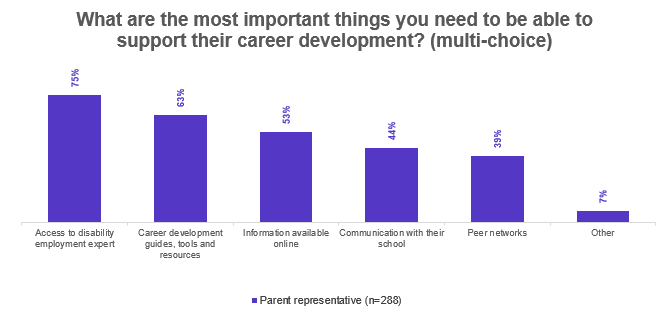 What are the most important things you need to be able to
support their career development? (multi-choice)
75%
63%
53%
44%
39%
7%
Access to disability
employment expert
Career development
guides, tools and
resources
Information available
online
Communication with their
school
Peer networks
Other
Parent representative (n=288)